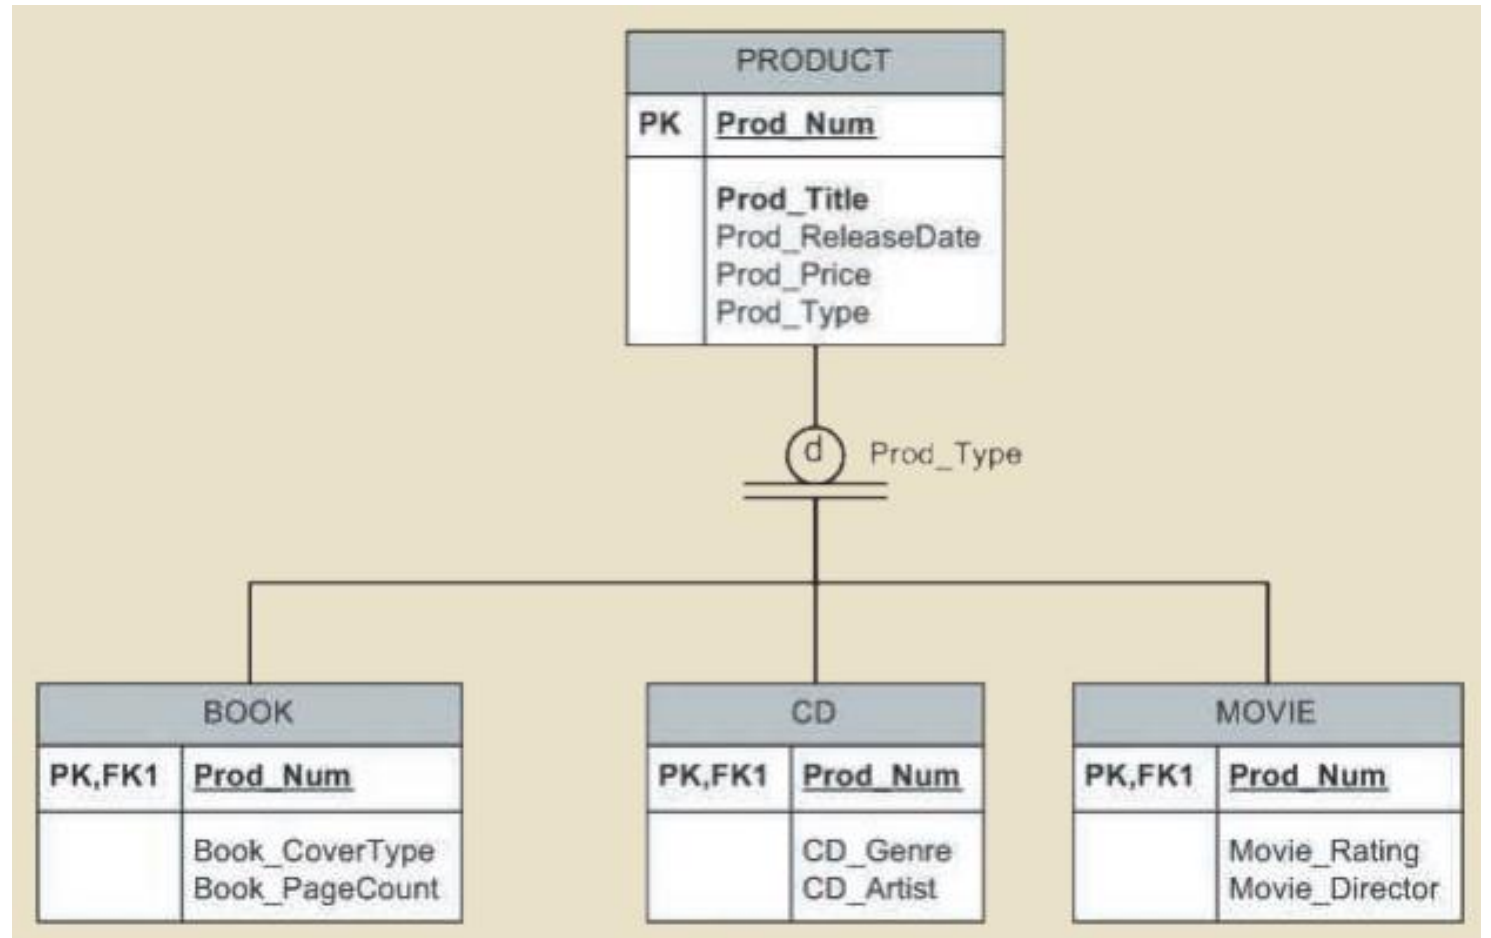 PRODUCT
PK Prod_Num
Prod_Title
Prod_ReleaseDate
Prod_Price
Prod_Type
d Prod_Type
BOOK
PK,FK1 Prod_Num
Book_CoverType
Book_PageCount
CD
PK,FK1 Prod_Num
CD_Genre
CD_Artist
MOVIE
PK,FK1 Prod_Num
Movie_Rating
Movie_Director